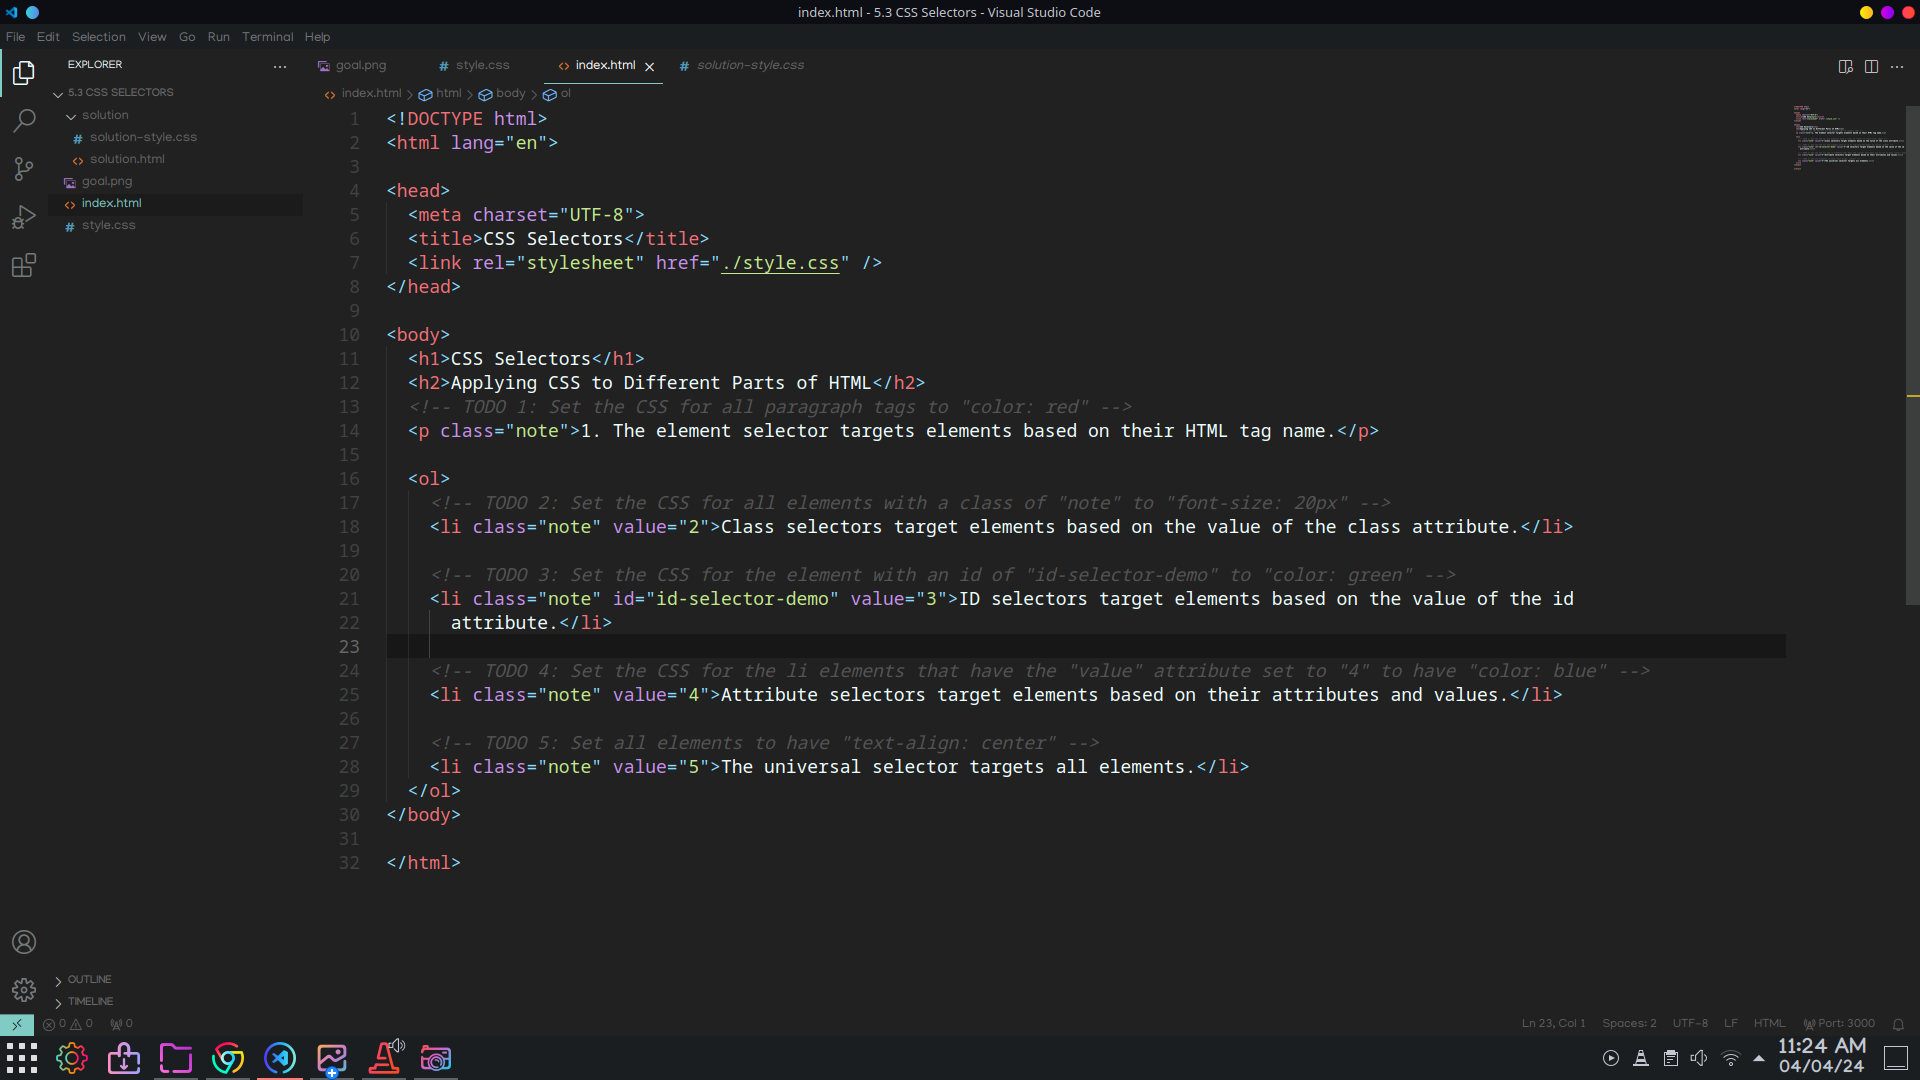 index.html - 5.3 CSS Selectors - Visual Studio Code
File Edit Selection View Go Run Terminal Help
EXPLORER
5.3 CSS SELECTORS
solution
# solution-style.css
<> solution.html
goal.png
<> index.html
# style.css
OUTLINE
TIMELINE
goal.png # style.css <> index.html # solution-style.css
<> index.html > html > body > ol
1 <!DOCTYPE html>
2 <html lang="en">
3
4 <head>
5 <meta charset="UTF-8">
6 <title>CSS Selectors</title>
7 <link rel="stylesheet" href="./style.css" />
8 </head>
9
10 <body>
11 <h1>CSS Selectors</h1>
12 <h2>Applying CSS to Different Parts of HTML</h2>
13 <!-- TODO 1: Set the CSS for all paragraph tags to "color: red" -->
14 <p class="note">1. The element selector targets elements based on their HTML tag name.</p>
15
16 <ol>
17 <!-- TODO 2: Set the CSS for all elements with a class of "note" to "font-size: 20px" -->
18 <li class="note" value="2">Class selectors target elements based on the value of the class attribute.</li>
19
20 <!-- TODO 3: Set the CSS for the element with an id of "id-selector-demo" to "color: green" -->
21 <li class="note" id="id-selector-demo" value="3">ID selectors target elements based on the value of the id
22 attribute.</li>
23
24 <!-- TODO 4: Set the CSS for the li elements that have the "value" attribute set to "4" to have "color: blue" -->
25 <li class="note" value="4">Attribute selectors target elements based on their attributes and values.</li>
26
27 <!-- TODO 5: Set all elements to have "text-align: center" -->
28 <li class="note" value="5">The universal selector targets all elements.</li>
29 </ol>
30 </body>
31
32 </html>
0 0 0 Ln 23, Col 1 Spaces: 2 UTF-8 LF HTML Port: 3000
11:24 AM
04/04/24